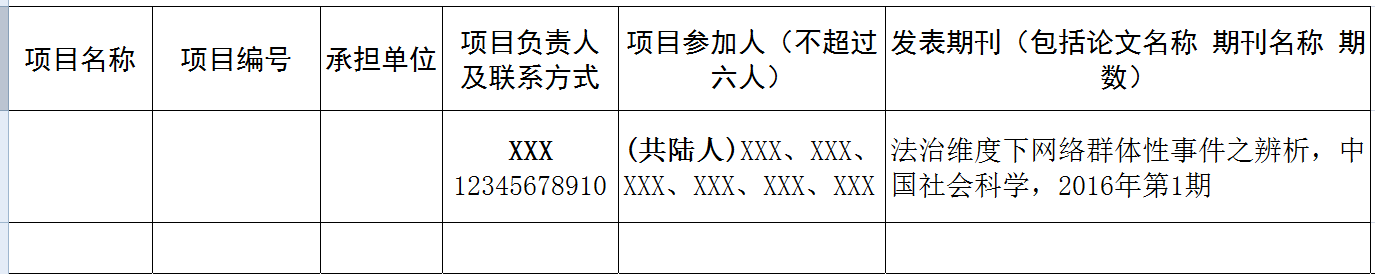 项目名称
项目编号
承担单位
项目负责人
及联系方式
项目参加人（不超过
六人）
发表期刊（包括论文名称 期刊名称 期
数）
XXX
12345678910
(共陆人)XXX、XXX、
XXX、XXX、XXX、XXX
法治维度下网络群体性事件之辨析，中
国社会科学，2016年第1期